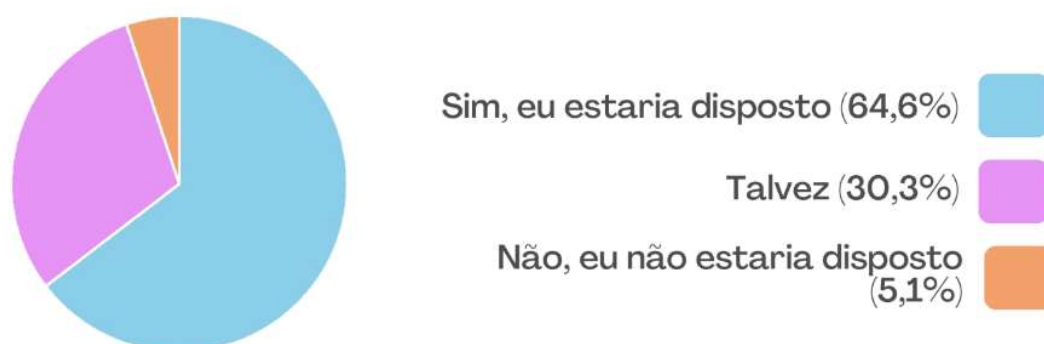 Sim, eu estaria disposto (64,6%)
Talvez (30,3%)
Não, eu não estaria disposto
(5,1%)